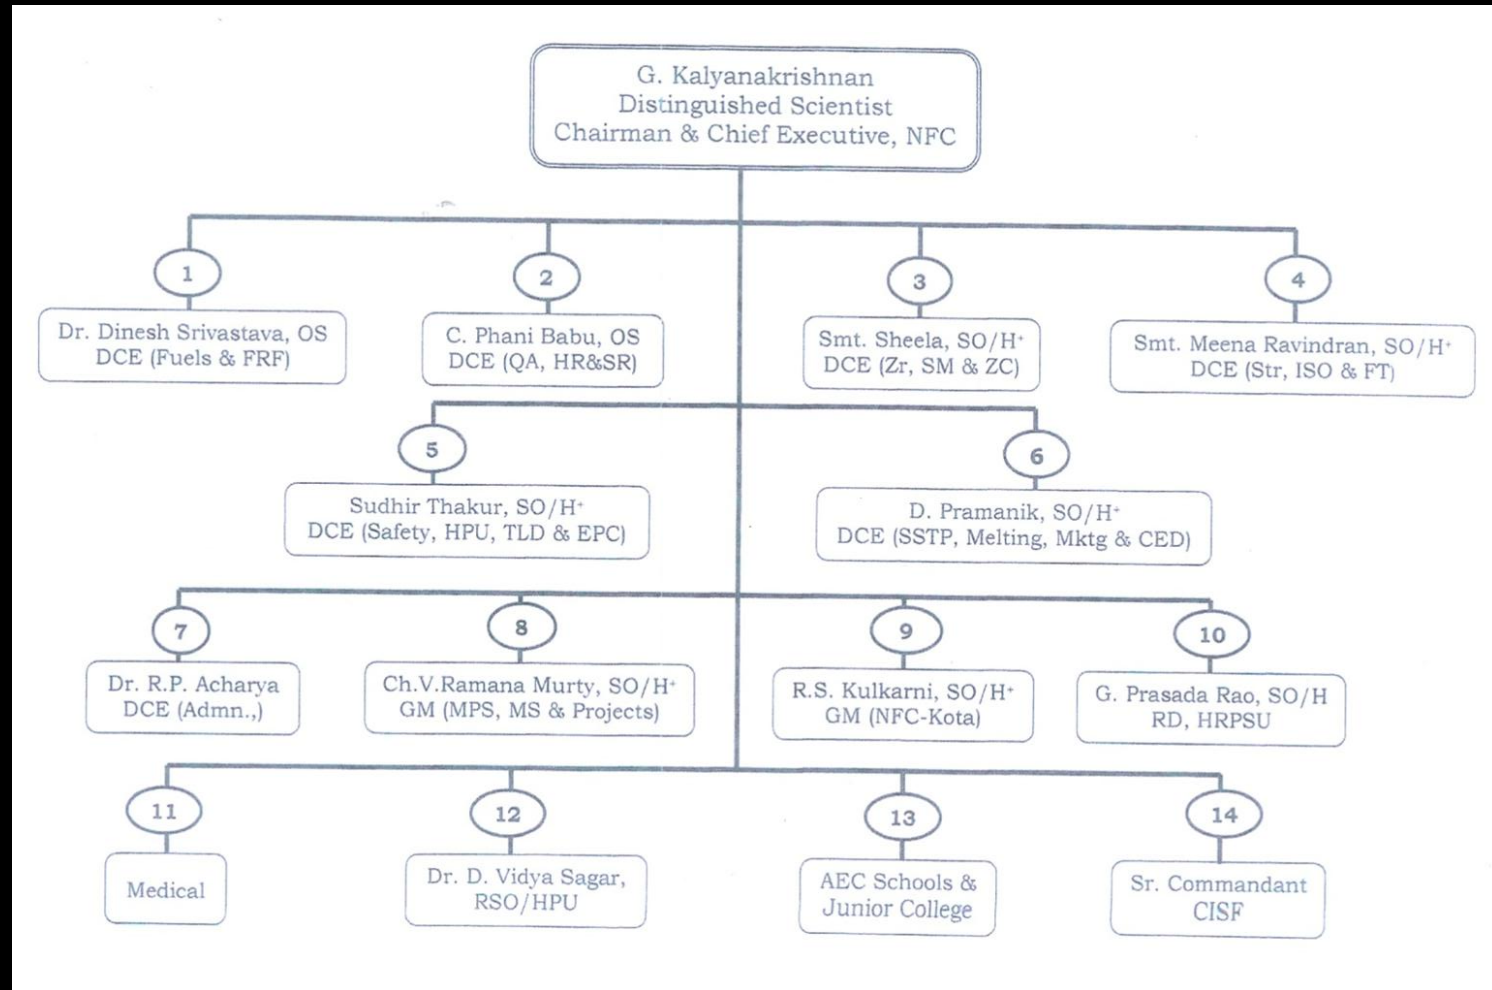 G. Kalyanakrishnan
Distinguished Scientist
Chairman & Chief Executive, NFC
1
2
3
4
Dr. Dinesh Srivastava, OS
DCE (Fuels & FRF)
C. Phani Babu, OS
DCE (QA, HR&SR)
Smt. Sheela, SO/H+
DCE (Zr, SM & ZC)
Smt. Meena Ravindran, SO/H+
DCE (Str, ISO & FT)
5
6
Sudhir Thakur, SO/H+
DCE (Safety, HPU, TLD & EPC)
D. Pramanik, SO/H+
DCE (SSTP, Melting, Mktg & CED)
7
8
9
10
Dr. R.P. Acharya
DCE (Admn.,)
Ch.V.Ramana Murty, SO/H+
GM (MPS, MS & Projects)
R.S. Kulkarni, SO/H+
GM (NFC-Kota)
G. Prasada Rao, SO/H
RD, HRPSU
11
12
13
14
Medical
Dr. D. Vidya Sagar,
RSO/HPU
AEC Schools &
Junior College
Sr. Commandant
CISF